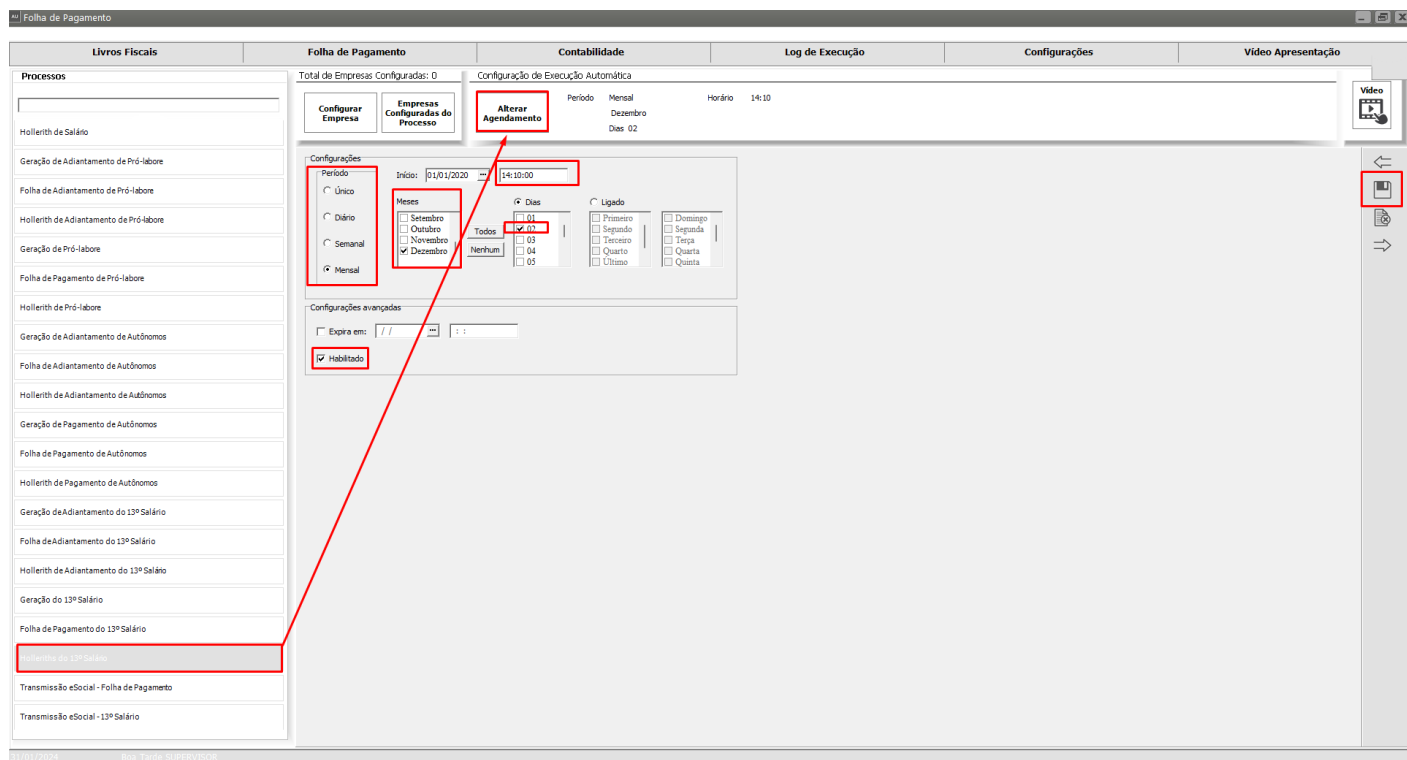 Folha de Pagamento
Livros Fiscais
Folha de Pagamento
Contabilidade
Log de Execução
Configurações
Vídeo Apresentação
Processos
Hollerith de Salário
Geração de Adiantamento de Pró-labore
Folha de Adiantamento de Pró-labore
Hollerith de Adiantamento de Pró-labore
Geração de Pró-labore
Folha de Pagamento de Pró-labore
Hollerith de Pró-labore
Geração de Adiantamento de Autônomos
Folha de Adiantamento de Autônomos
Hollerith de Adiantamento de Autônomos
Geração de Pagamento de Autônomos
Folha de Pagamento de Autônomos
Hollerith de Pagamento de Autônomos
Geração de Adiantamento do 13º Salário
Folha de Adiantamento do 13º Salário
Hollerith de Adiantamento do 13º Salário
Geração do 13º Salário
Folha de Pagamento do 13º Salário
Holleriths do 13º Salário
Transmissão eSocial - Folha de Pagamento
Transmissão eSocial - 13º Salário
Total de Empresas Configuradas: 0
Configurar
Empresa
Empresas
Configuradas do
Processo
Configuração de Execução Automática
Alterar
Agendamento
Período Mensal Horário 14:10
Dezembro
Dias 02
Vídeo
Configurações
Período
Único
Diário
Semanal
Mensal
Início: 01/01/2020 ... 14:10:00
Meses
Setembro
Outubro
Novembro
Dezembro
Todos
Nenhum
Dias
01
02
03
04
05
Ligado
Primeiro
Segundo
Terceiro
Quarto
Último
Domingo
Segunda
Terça
Quarta
Quinta
Configurações avançadas
Expira em: / / ... : :
Habilitado
31/01/2024 Boa Tarde SUPERVISOR